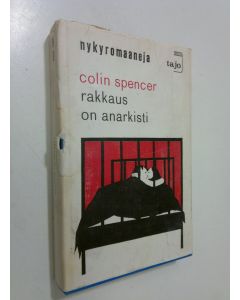 nykyromaaneja
tajo
colin spencer
rakkaus
on anarkisti